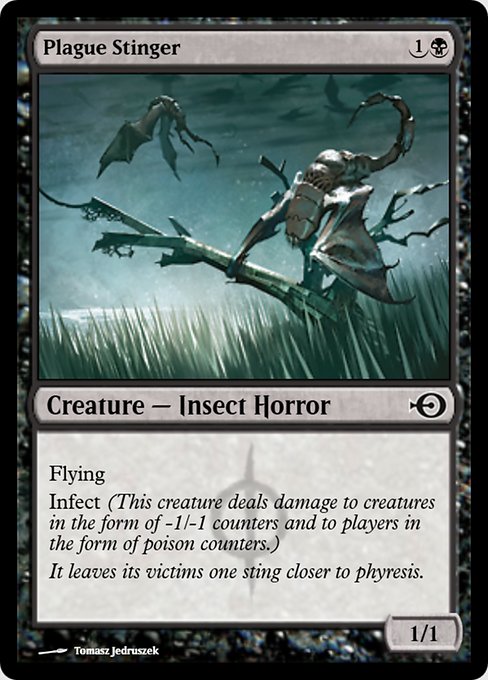 Plague Stinger 1
Creature — Insect Horror
Flying
Infect (This creature deals damage to creatures
in the form of -1/-1 counters and to players in
the form of poison counters.)
It leaves its victims one sting closer to phyresis.
1/1
Tomasz Jedruszek